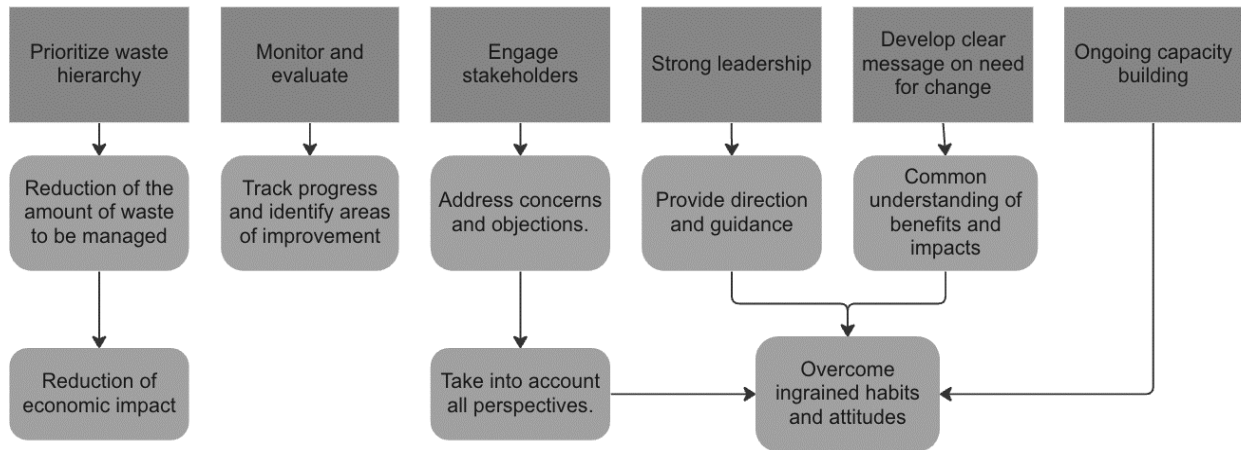 Prioritize waste
hierarchy
Monitor and
evaluate
Engage
stakeholders
Strong leadership
Develop clear
message on need
for change
Ongoing capacity
building
Reduction of the
amount of waste
to be managed
Track progress
and identify areas
of improvement
Address concerns
and objections.
Provide direction
and guidance
Common
understanding of
benefits and
impacts
Reduction of
economic impact
Take into account
all perspectives.
Overcome
ingrained habits
and attitudes